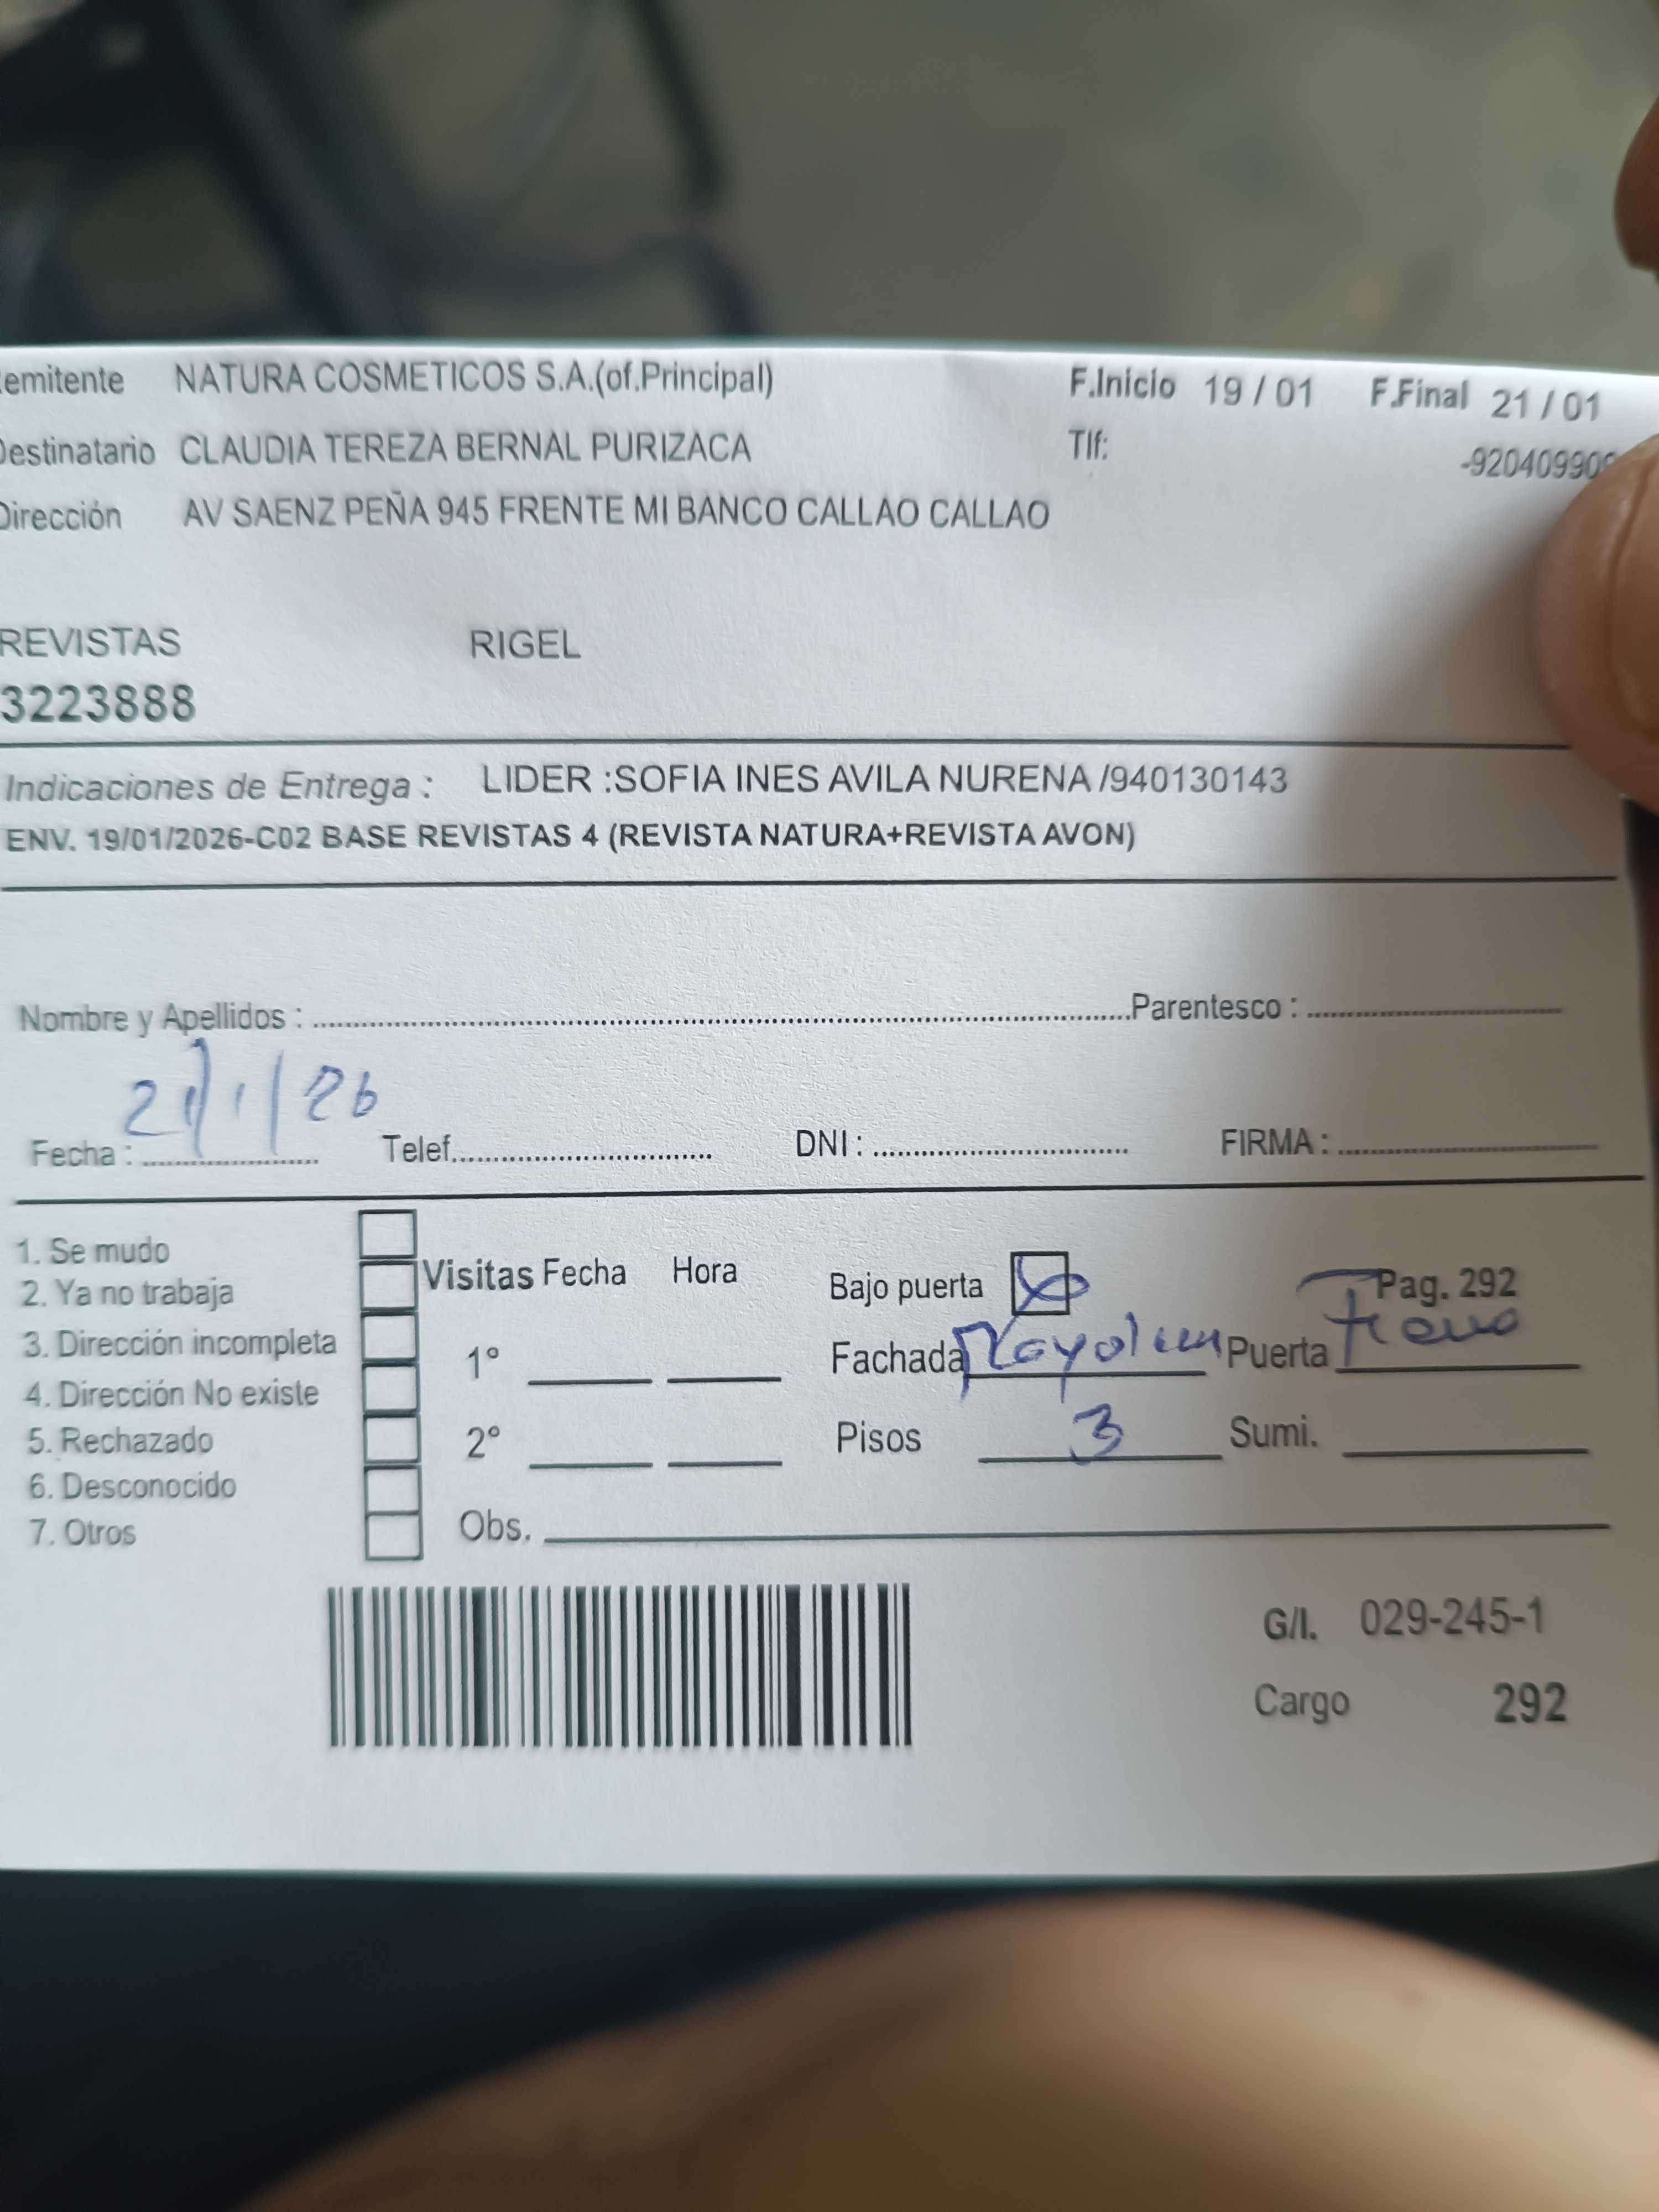 emitente NATURA COSMETICOS S.A.(of.Principal) F.Inicio 19 / 01 F.Final 21 / 01
Destinatario CLAUDIA TEREZA BERNAL PURIZACA Tlf: -92040990
Dirección AV SAENZ PEÑA 945 FRENTE MI BANCO CALLAO CALLAO
REVISTAS RIGEL
3223888
Indicaciones de Entrega : LIDER :SOFIA INES AVILA NURENA /940130143
ENV. 19/01/2026-C02 BASE REVISTAS 4 (REVISTA NATURA+REVISTA AVON)
Nombre y Apellidos : Parentesco :
21/1/26
Fecha : Telef. DNI : FIRMA :
1. Se mudo
2. Ya no trabaja
3. Dirección incompleta
4. Dirección No existe
5. Rechazado
6. Desconocido
7. Otros
Visitas Fecha Hora
1°
2°
Obs.
Bajo puerta Pag. 292
Fachada Puerta
Pisos 3 Sumi.
G/I. 029-245-1
Cargo 292